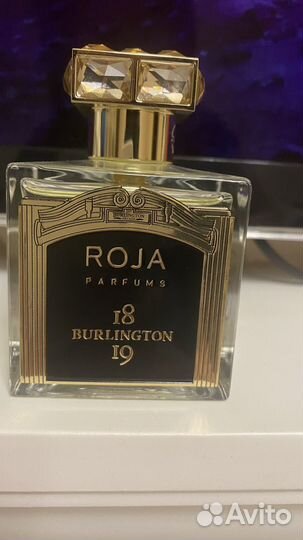 ROJA
PARFUMS
18
BURLINGTON
19
Avito